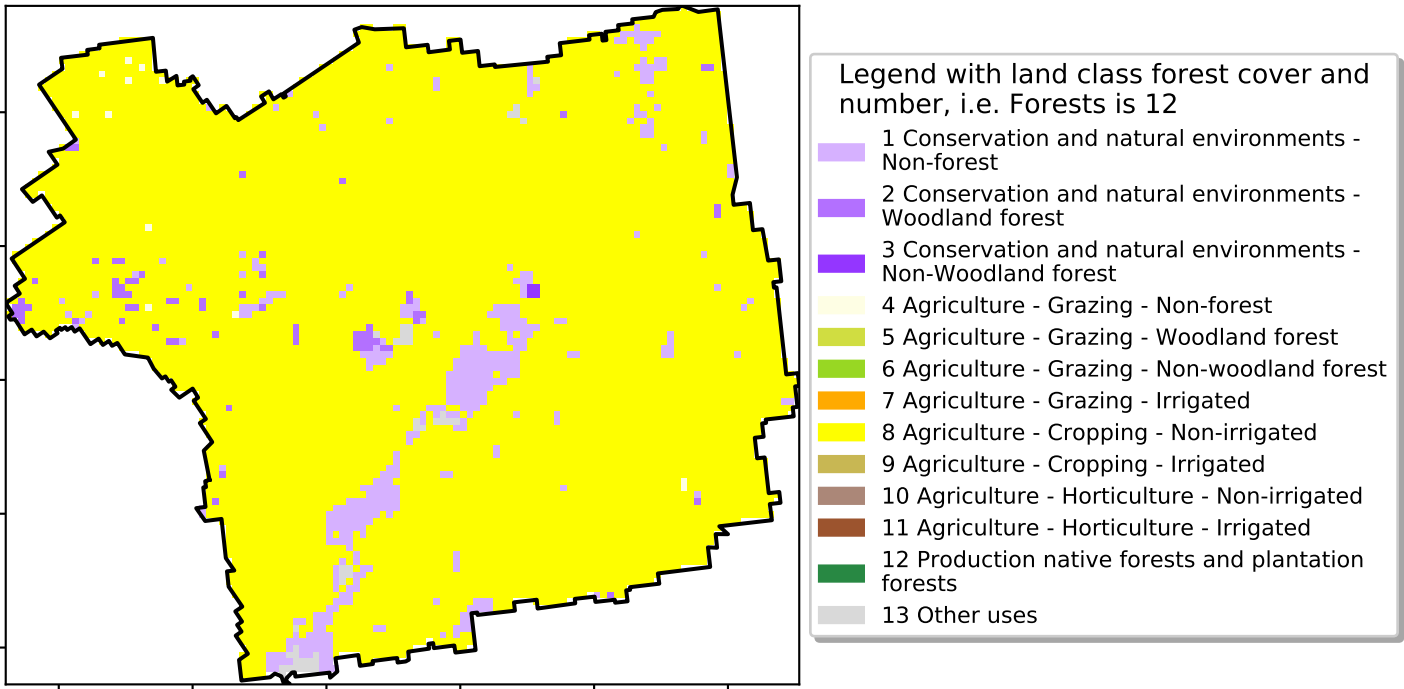 Legend with land class forest cover and
number, i.e. Forests is 12
1 Conservation and natural environments -
Non-forest
2 Conservation and natural environments -
Woodland forest
3 Conservation and natural environments -
Non-Woodland forest
4 Agriculture - Grazing - Non-forest
5 Agriculture - Grazing - Woodland forest
6 Agriculture - Grazing - Non-woodland forest
7 Agriculture - Grazing - Irrigated
8 Agriculture - Cropping - Non-irrigated
9 Agriculture - Cropping - Irrigated
10 Agriculture - Horticulture - Non-irrigated
11 Agriculture - Horticulture - Irrigated
12 Production native forests and plantation
forests
13 Other uses